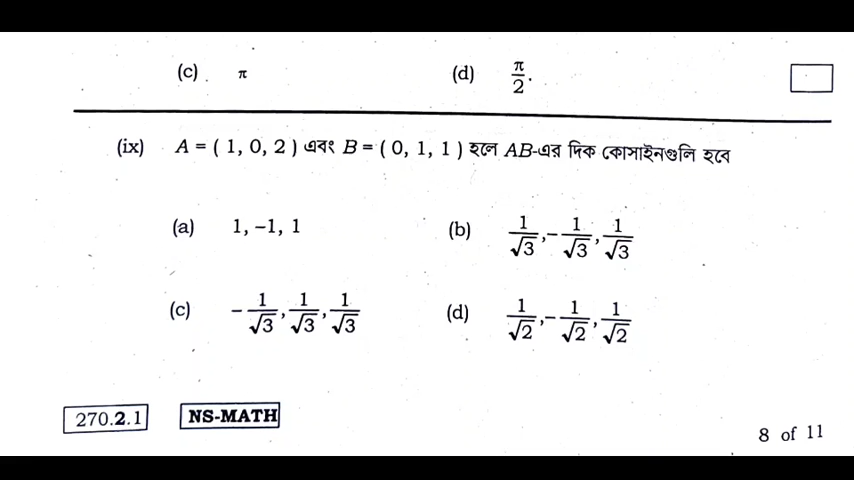 (c) π (d) π/2.
(ix) A = ( 1, 0, 2 ) এবং B = ( 0, 1, 1 ) হলে AB-এর দিক কোসাইনগুলি হবে
(a) 1, –1, 1 (b) 1/√3, –1/√3, 1/√3
(c) –1/√3, 1/√3, 1/√3 (d) 1/√2, –1/√2, 1/√2
270.2.1 NS-MATH
8 of 11